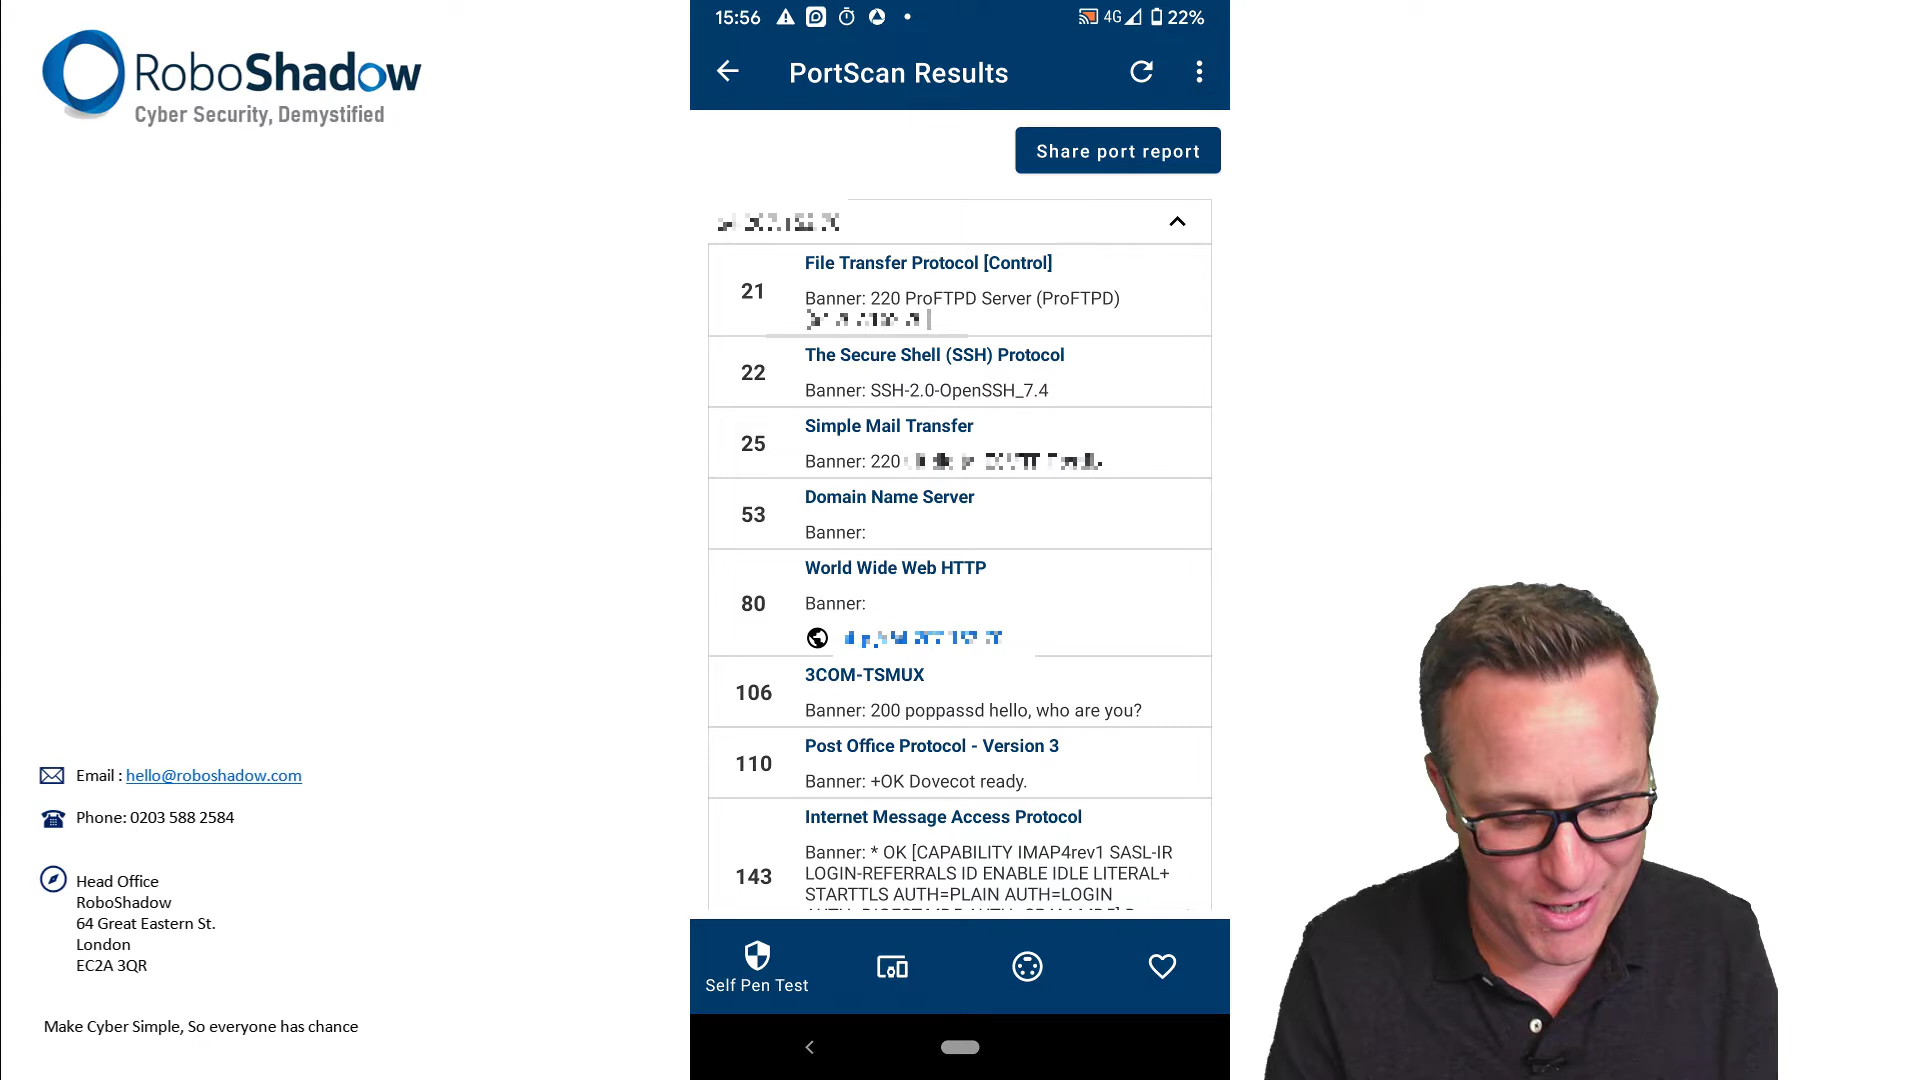 RoboShadow
Cyber Security, Demystified
Email : hello@roboshadow.com
Phone: 0203 588 2584
Head Office
RoboShadow
64 Great Eastern St.
London
EC2A 3QR
Make Cyber Simple, So everyone has chance
15:56
4G
22%
PortScan Results
Share port report
21
File Transfer Protocol [Control]
Banner: 220 ProFTPD Server (ProFTPD)
22
The Secure Shell (SSH) Protocol
Banner: SSH-2.0-OpenSSH_7.4
25
Simple Mail Transfer
Banner: 220
53
Domain Name Server
Banner:
80
World Wide Web HTTP
Banner:
106
3COM-TSMUX
Banner: 200 poppassd hello, who are you?
110
Post Office Protocol - Version 3
Banner: +OK Dovecot ready.
143
Internet Message Access Protocol
Banner: * OK [CAPABILITY IMAP4rev1 SASL-IR
LOGIN-REFERRALS ID ENABLE IDLE LITERAL+
STARTTLS AUTH=PLAIN AUTH=LOGIN
Self Pen Test